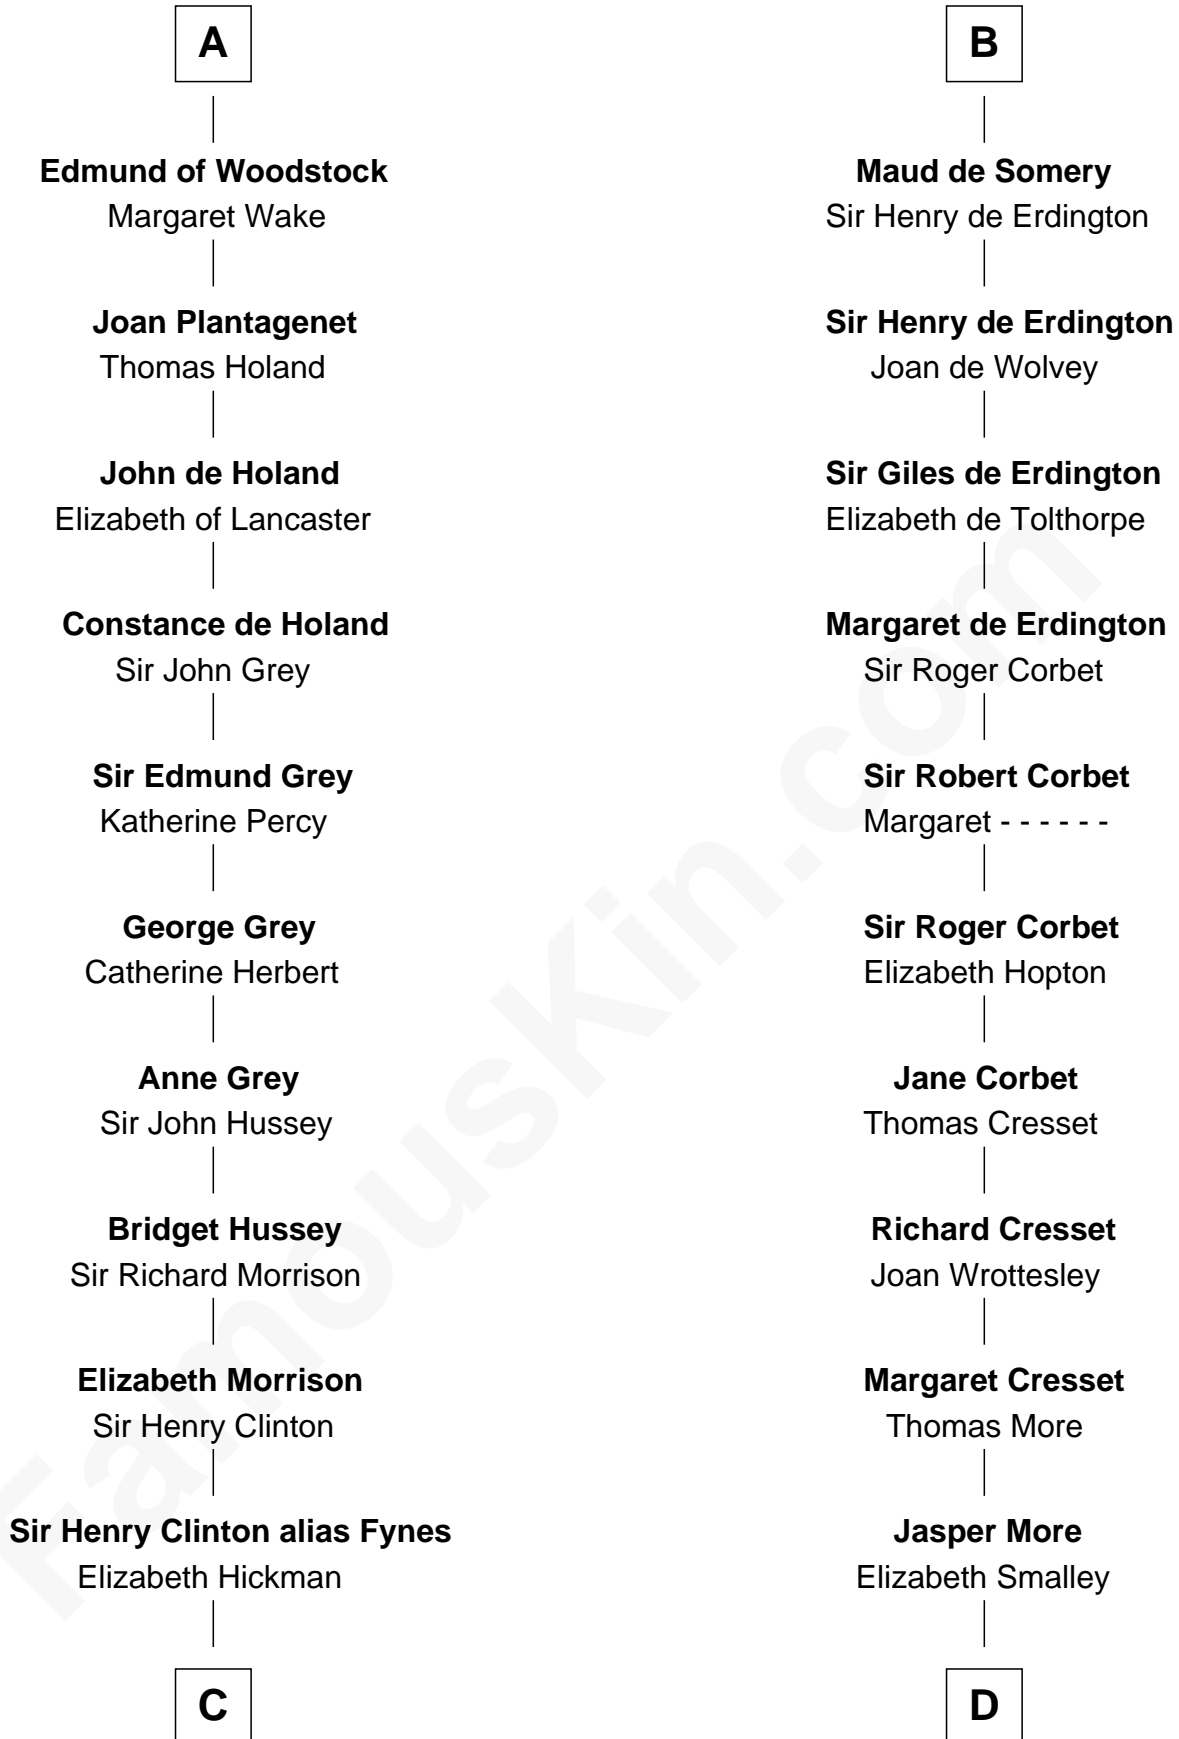 A
Edmund of Woodstock
Margaret Wake
Joan Plantagenet
Thomas Holand
John de Holand
Elizabeth of Lancaster
Constance de Holand
Sir John Grey
Sir Edmund Grey
Katherine Percy
George Grey
Catherine Herbert
Anne Grey
Sir John Hussey
Bridget Hussey
Sir Richard Morrison
Elizabeth Morrison
Sir Henry Clinton
Sir Henry Clinton alias Fynes
Elizabeth Hickman
C
B
Maud de Somery
Sir Henry de Erdington
Sir Henry de Erdington
Joan de Wolvey
Sir Giles de Erdington
Elizabeth de Tolthorpe
Margaret de Erdington
Sir Roger Corbet
Sir Robert Corbet
Margaret - - - - - -
Sir Roger Corbet
Elizabeth Hopton
Jane Corbet
Thomas Cresset
Richard Cresset
Joan Wrottesley
Margaret Cresset
Thomas More
Jasper More
Elizabeth Smalley
D
FamousKin.com